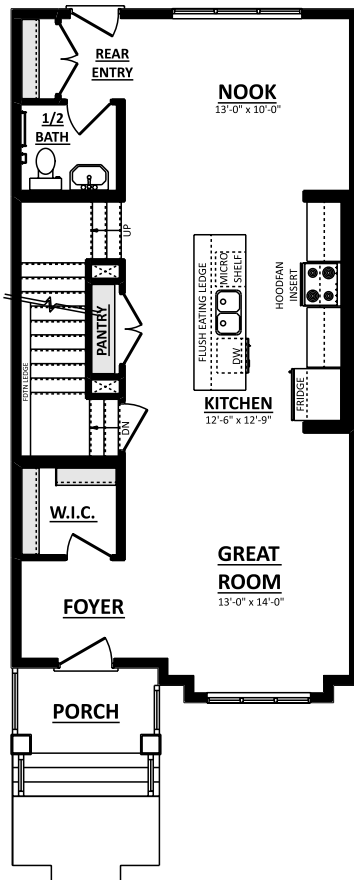 REAR
ENTRY
NOOK
13'-0" x 10'-0"
1/2
BATH
UP
FLUSH EATING LEDGE
MICRO
SHELF
HOODFAN
INSERT
PANTRY
DW
FDTN LEDGE
FRIDGE
KITCHEN
12'-6" x 12'-9"
DN
W.I.C.
GREAT
ROOM
13'-0" x 14'-0"
FOYER
PORCH